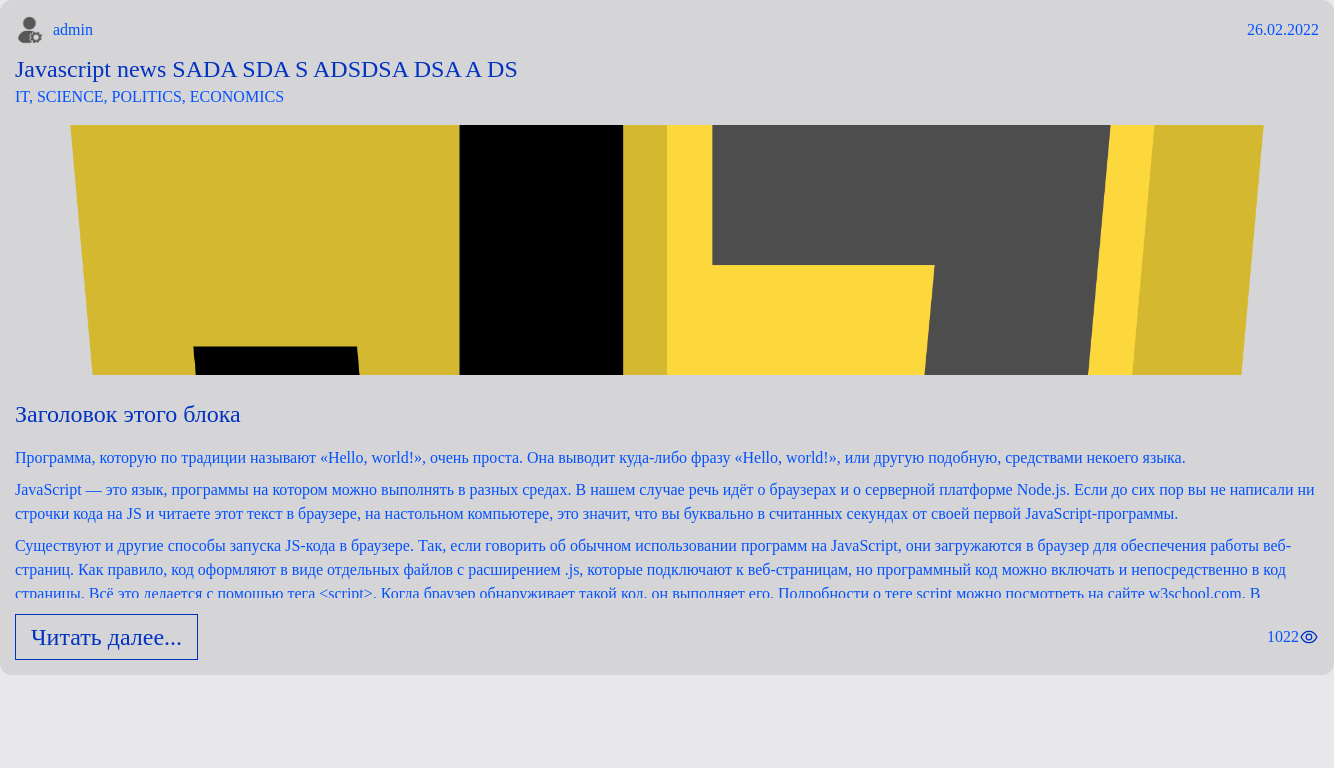 admin
26.02.2022
Javascript news SADA SDA S ADSDSA DSA A DS
IT, SCIENCE, POLITICS, ECONOMICS
Заголовок этого блока
Программа, которую по традиции называют «Hello, world!», очень проста. Она выводит куда-либо фразу «Hello, world!», или другую подобную, средствами некоего языка.
JavaScript — это язык, программы на котором можно выполнять в разных средах. В нашем случае речь идёт о браузерах и о серверной платформе Node.js. Если до сих пор вы не написали ни
строчки кода на JS и читаете этот текст в браузере, на настольном компьютере, это значит, что вы буквально в считанных секундах от своей первой JavaScript-программы.
Существуют и другие способы запуска JS-кода в браузере. Так, если говорить об обычном использовании программ на JavaScript, они загружаются в браузер для обеспечения работы веб-
страниц. Как правило, код оформляют в виде отдельных файлов с расширением .js, которые подключают к веб-страницам, но программный код можно включать и непосредственно в код
страницы. Всё это делается с помощью тега <script>. Когда браузер обнаруживает такой код, он выполняет его. Подробности о теге script можно посмотреть на сайте w3school.com. В
Читать далее...
1022